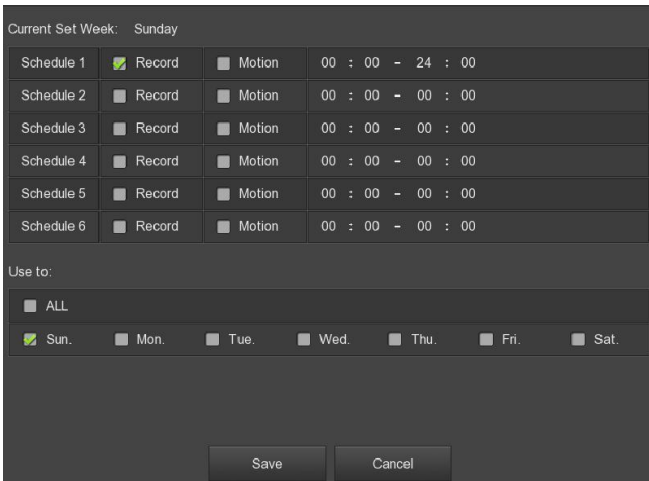 Current Set Week: Sunday
Schedule 1 Record Motion 00 : 00 - 24 : 00
Schedule 2 Record Motion 00 : 00 - 00 : 00
Schedule 3 Record Motion 00 : 00 - 00 : 00
Schedule 4 Record Motion 00 : 00 - 00 : 00
Schedule 5 Record Motion 00 : 00 - 00 : 00
Schedule 6 Record Motion 00 : 00 - 00 : 00
Use to:
ALL
Sun. Mon. Tue. Wed. Thu. Fri. Sat.
Save Cancel